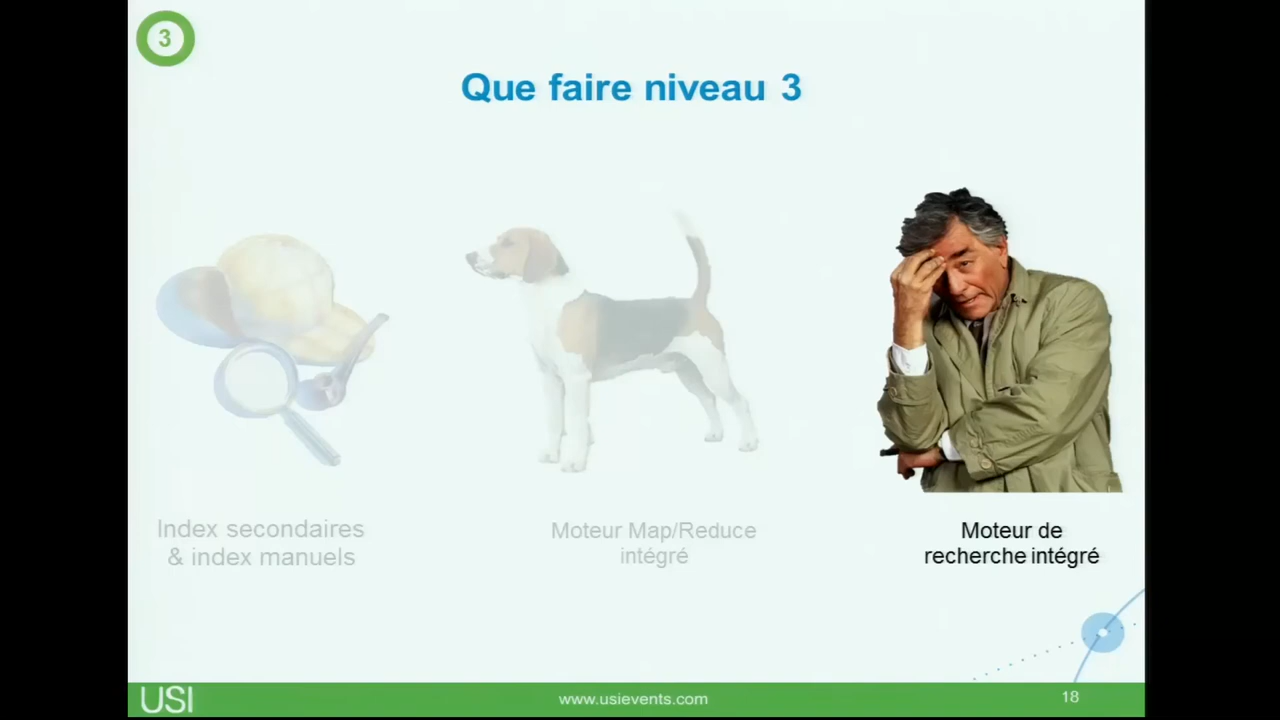 3
Que faire niveau 3
Index secondaires
& index manuels
Moteur Map/Reduce
intégré
Moteur de
recherche intégré
USI
www.usievents.com
18